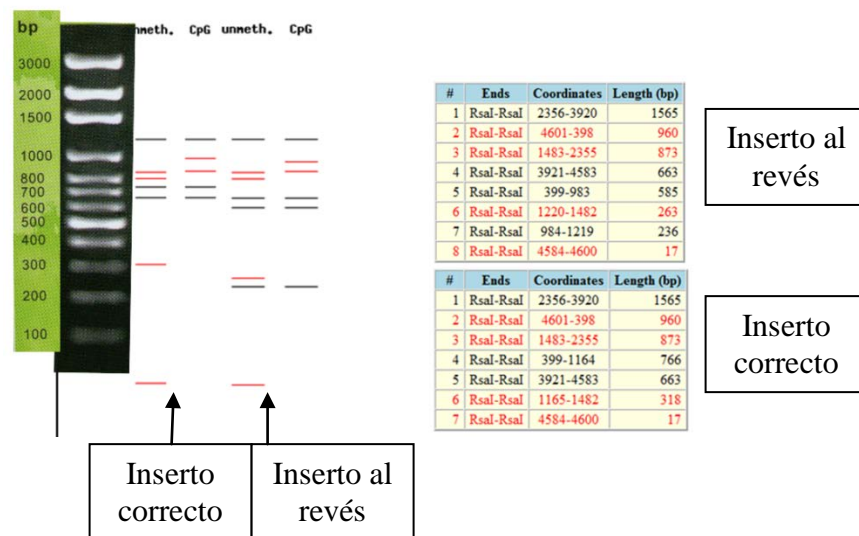 bp
unmeth. CpG unmeth. CpG
3000
2000
1500
1000
800
700
600
500
400
300
200
100
# Ends Coordinates Length (bp)
1 RsaI-RsaI 2356-3920 1565
2 RsaI-RsaI 4601-398 960
3 RsaI-RsaI 1483-2355 873
4 RsaI-RsaI 3921-4583 663
5 RsaI-RsaI 399-983 585
6 RsaI-RsaI 1220-1482 263
7 RsaI-RsaI 984-1219 236
8 RsaI-RsaI 4584-4600 17
Inserto al
revés
# Ends Coordinates Length (bp)
1 RsaI-RsaI 2356-3920 1565
2 RsaI-RsaI 4601-398 960
3 RsaI-RsaI 1483-2355 873
4 RsaI-RsaI 399-1164 766
5 RsaI-RsaI 3921-4583 663
6 RsaI-RsaI 1165-1482 318
7 RsaI-RsaI 4584-4600 17
Inserto
correcto
Inserto
correcto
Inserto al
revés